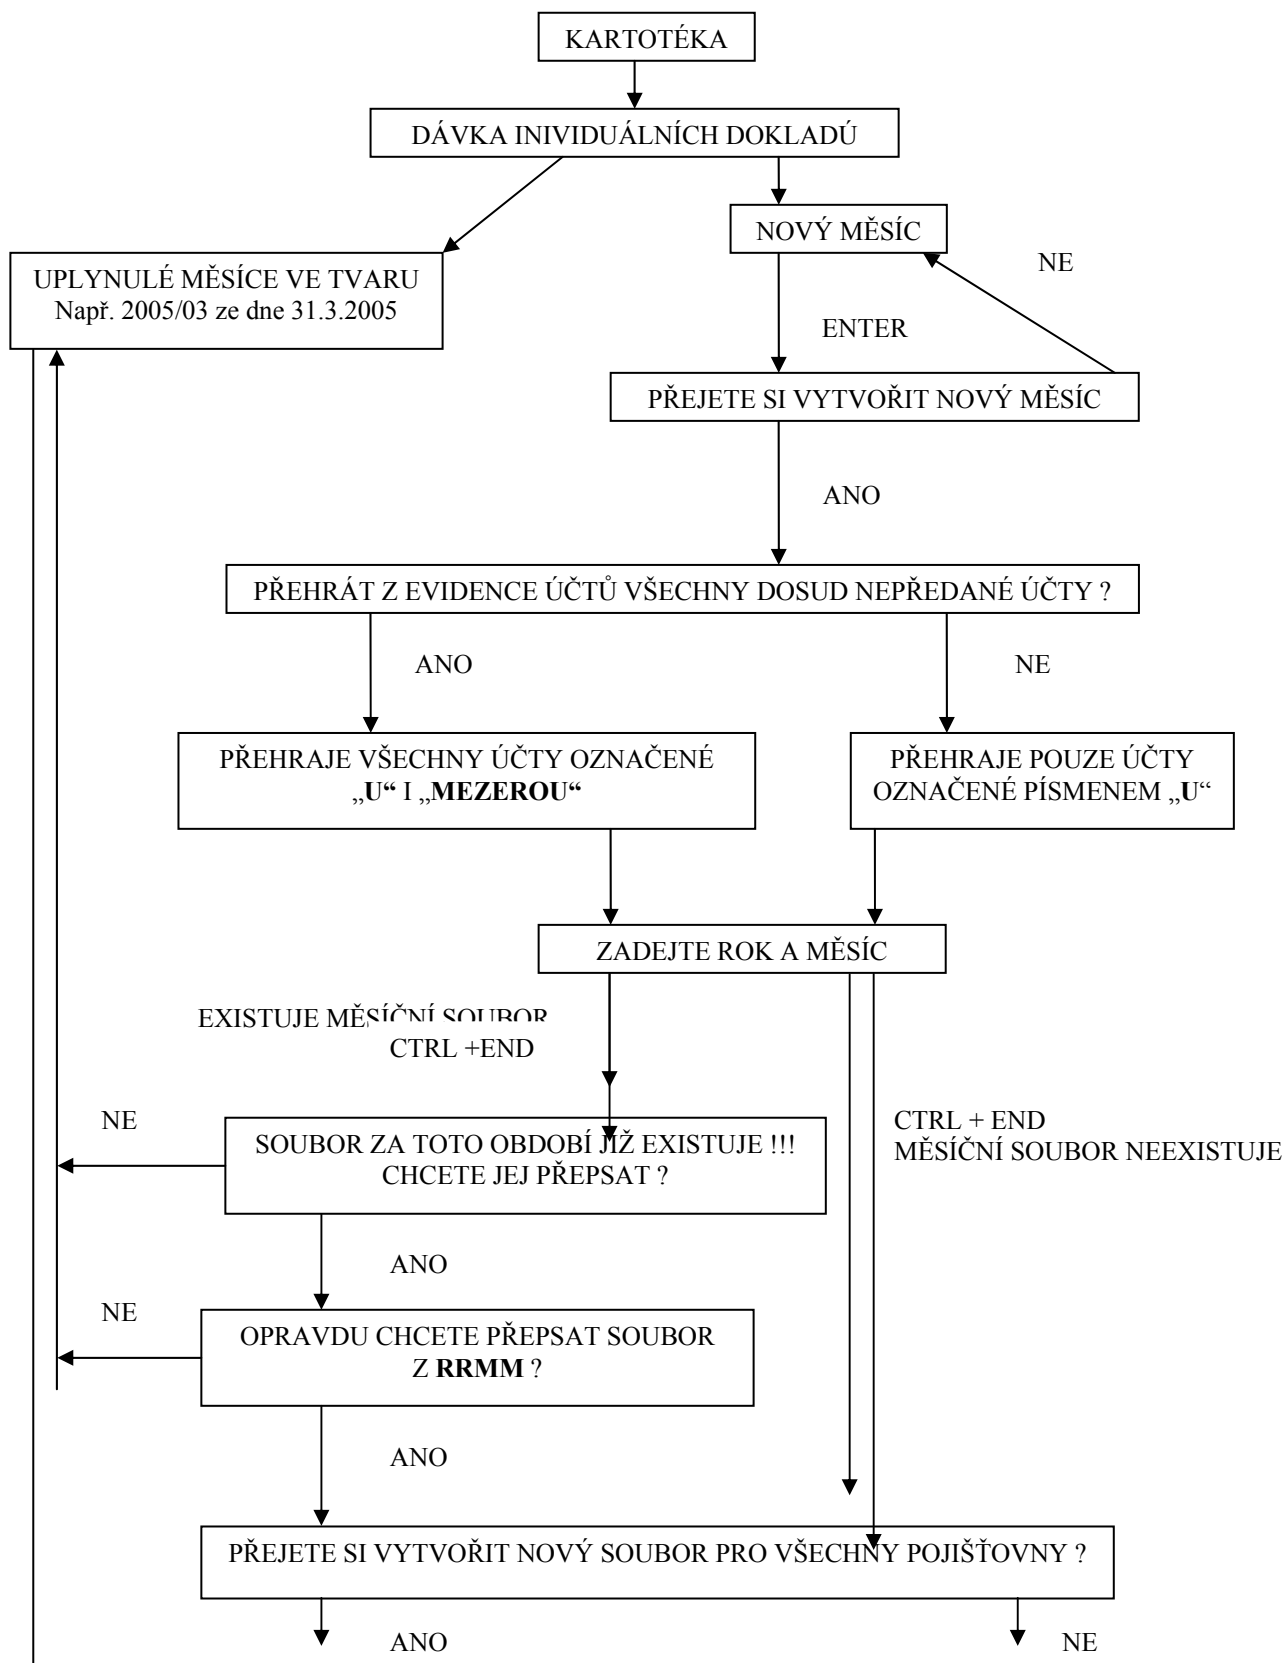 KARTOTÉKA
DÁVKA INIVIDUÁLNÍCH DOKLADÚ
NOVÝ MĚSÍC
NE
UPLYNULÉ MĚSÍCE VE TVARU
Např. 2005/03 ze dne 31.3.2005
ENTER
PŘEJETE SI VYTVOŘIT NOVÝ MĚSÍC
ANO
PŘEHRÁT Z EVIDENCE ÚČTŮ VŠECHNY DOSUD NEPŘEDANÉ ÚČTY ?
ANO
NE
PŘEHRAJE VŠECHNY ÚČTY OZNAČENÉ
„U“ I „MEZEROU“
PŘEHRAJE POUZE ÚČTY
OZNAČENÉ PÍSMENEM „U“
ZADEJTE ROK A MĚSÍC
EXISTUJE MĚSÍČNÍ SOUBOR
CTRL +END
NE
CTRL + END
MĚSÍČNÍ SOUBOR NEEXISTUJE
SOUBOR ZA TOTO OBDOBÍ JIŽ EXISTUJE !!!
CHCETE JEJ PŘEPSAT ?
ANO
NE
OPRAVDU CHCETE PŘEPSAT SOUBOR
Z RRMM ?
ANO
PŘEJETE SI VYTVOŘIT NOVÝ SOUBOR PRO VŠECHNY POJIŠŤOVNY ?
ANO
NE